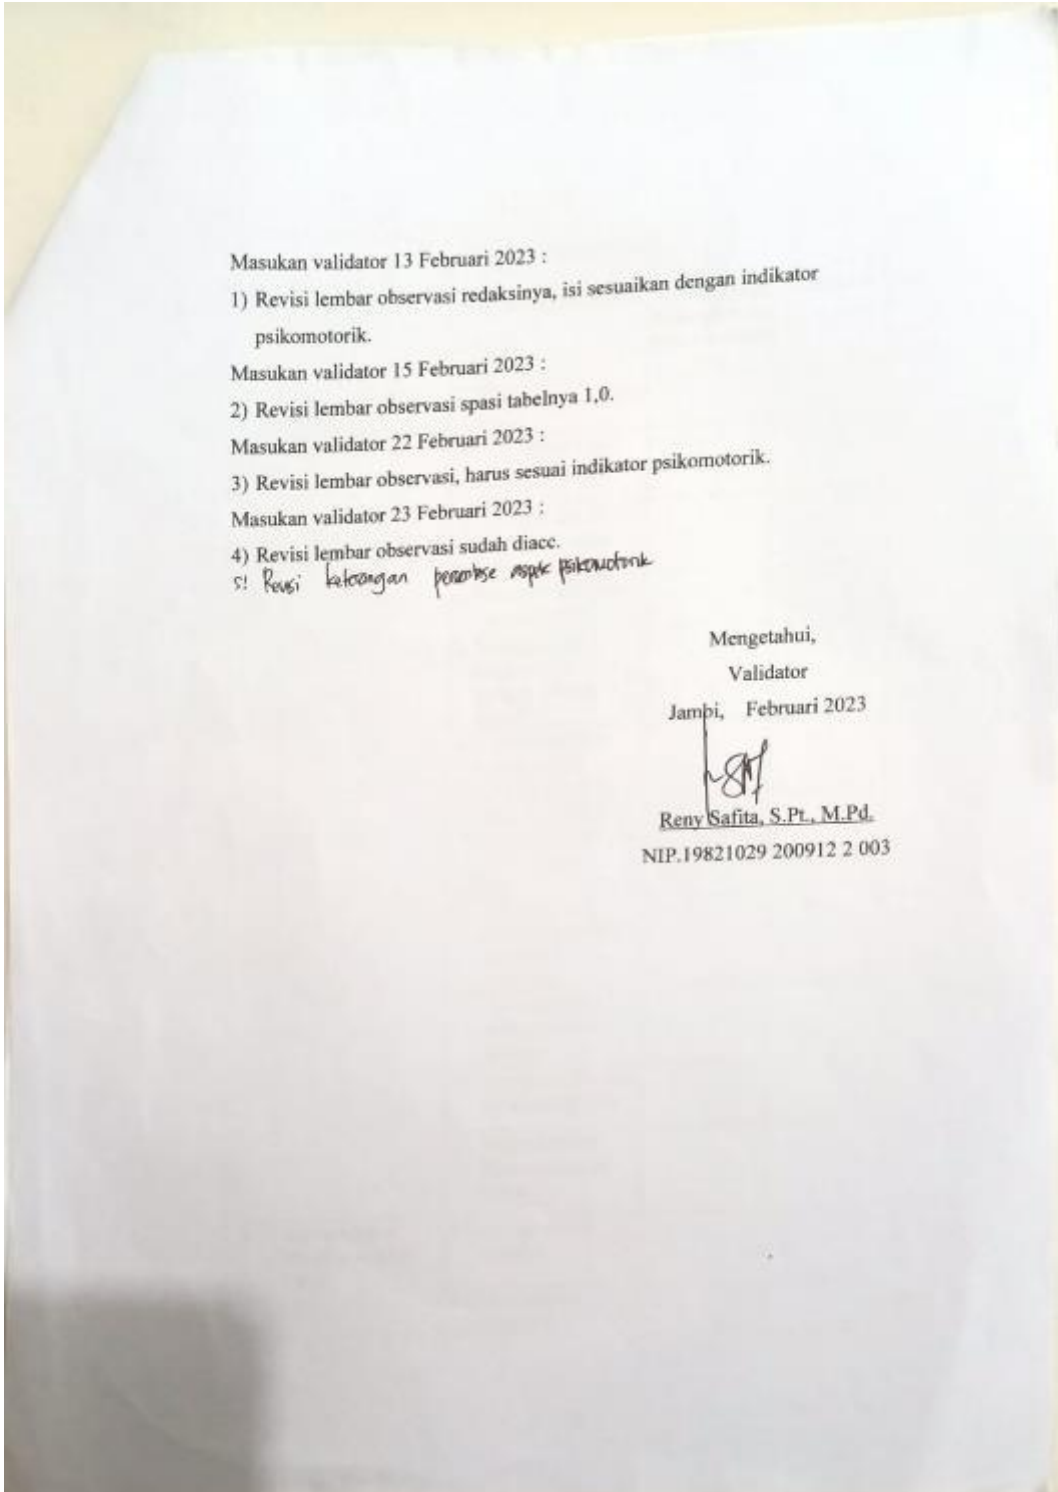 Masukan validator 13 Februari 2023 :
1) Revisi lembar observasi redaksinya, isi sesuaikan dengan indikator
psikomotorik.
Masukan validator 15 Februari 2023 :
2) Revisi lembar observasi spasi tabelnya 1,0.
Masukan validator 22 Februari 2023 :
3) Revisi lembar observasi, harus sesuai indikator psikomotorik.
Masukan validator 23 Februari 2023 :
4) Revisi lembar observasi sudah diacc.
Revisi keterangan aspek psikomotorik
Mengetahui,
Validator
Jambi, Februari 2023
Reny Safita, S.Pt., M.Pd.
NIP.19821029 200912 2 003